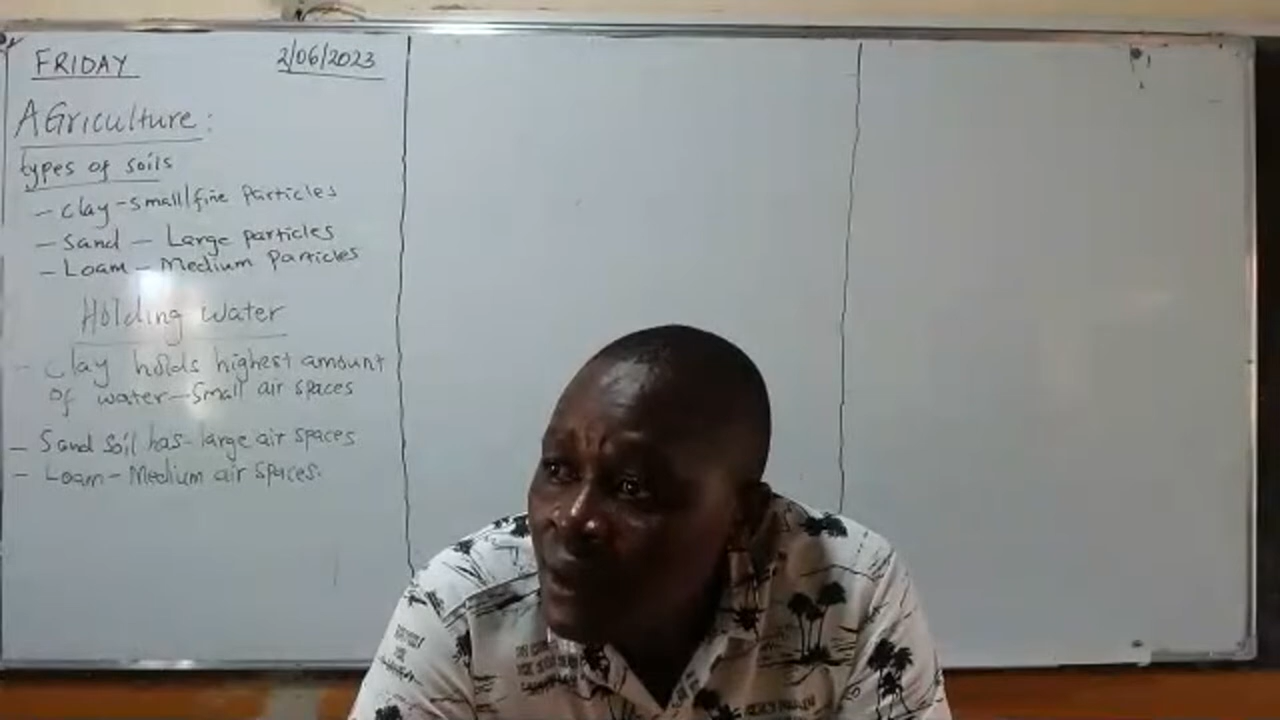 FRIDAY 2/06/2023
AGriculture:
types of soils
- Clay - small/fine Particles
- Sand - Large particles
- Loam - Medium Particles
Holding water
- Clay holds highest amount
of water - Small air spaces
- Sand Soil has - large air spaces
- Loam - Medium air spaces.